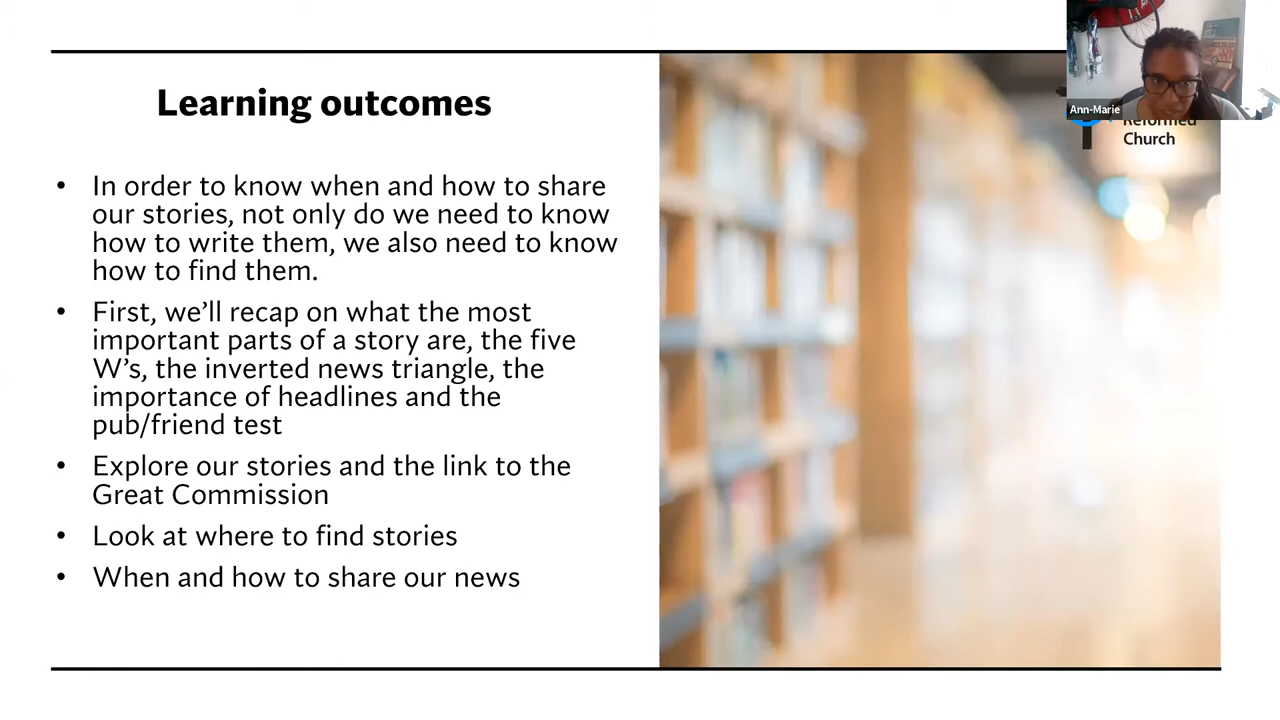 Learning outcomes
• In order to know when and how to share
our stories, not only do we need to know
how to write them, we also need to know
how to find them.
• First, we’ll recap on what the most
important parts of a story are, the five
W’s, the inverted news triangle, the
importance of headlines and the
pub/friend test
• Explore our stories and the link to the
Great Commission
• Look at where to find stories
• When and how to share our news
Ann-Marie
Reformed
Church